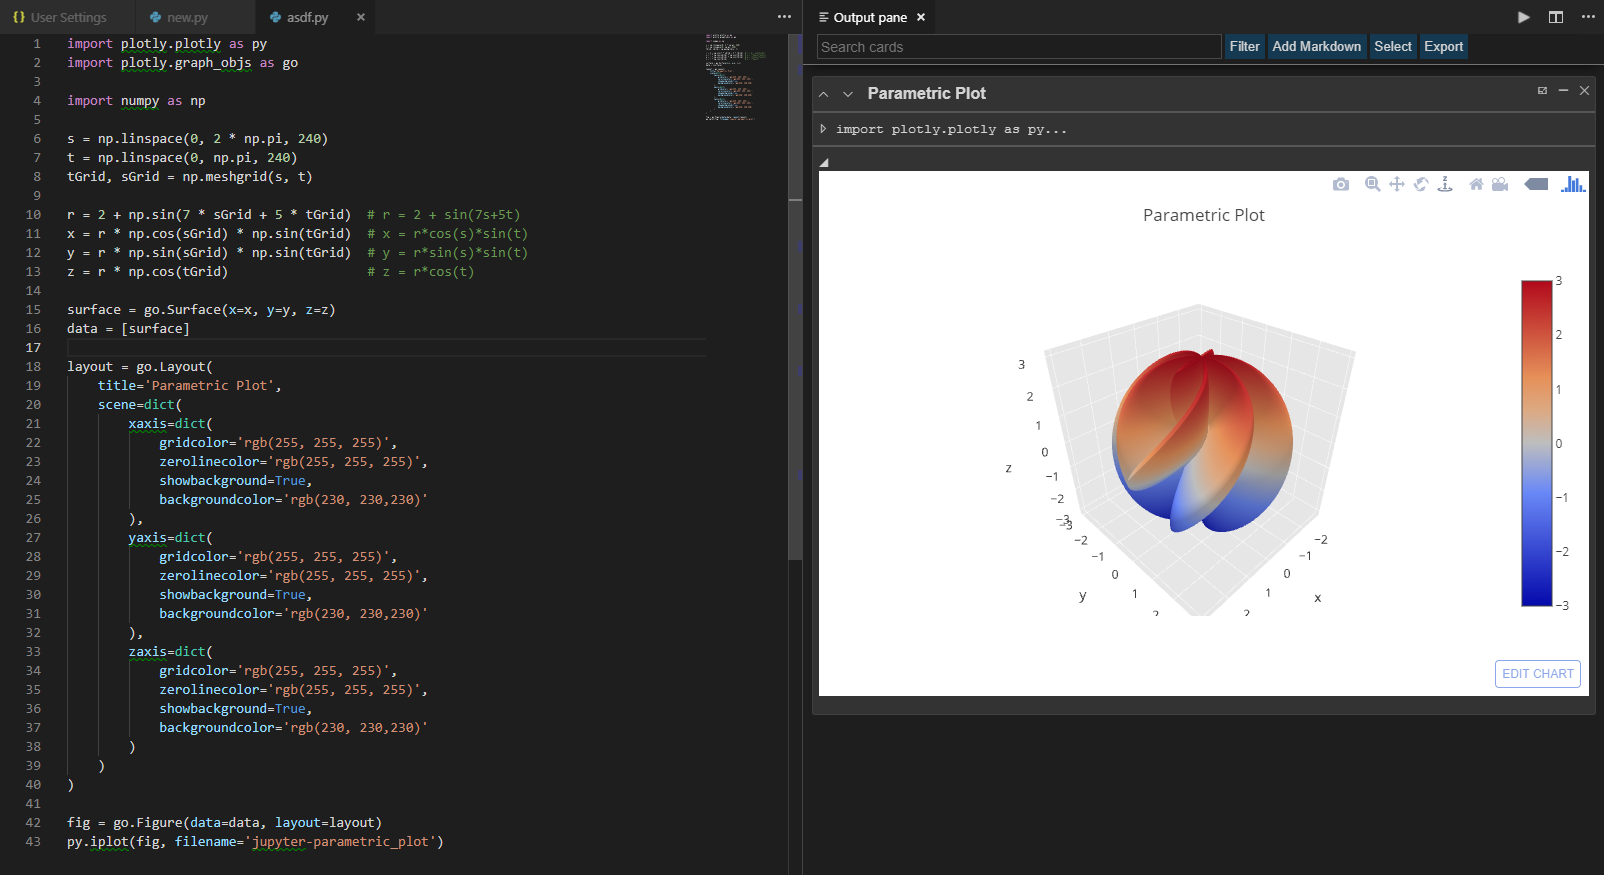 {} User Settings new.py asdf.py × ...
1 import plotly.plotly as py
2 import plotly.graph_objs as go
3
4 import numpy as np
5
6 s = np.linspace(0, 2 * np.pi, 240)
7 t = np.linspace(0, np.pi, 240)
8 tGrid, sGrid = np.meshgrid(s, t)
9
10 r = 2 + np.sin(7 * sGrid + 5 * tGrid)  # r = 2 + sin(7s+5t)
11 x = r * np.cos(sGrid) * np.sin(tGrid)  # x = r*cos(s)*sin(t)
12 y = r * np.sin(sGrid) * np.sin(tGrid)  # y = r*sin(s)*sin(t)
13 z = r * np.cos(tGrid)                  # z = r*cos(t)
14
15 surface = go.Surface(x=x, y=y, z=z)
16 data = [surface]
17
18 layout = go.Layout(
19     title='Parametric Plot',
20     scene=dict(
21         xaxis=dict(
22             gridcolor='rgb(255, 255, 255)',
23             zerolinecolor='rgb(255, 255, 255)',
24             showbackground=True,
25             backgroundcolor='rgb(230, 230,230)'
26         ),
27         yaxis=dict(
28             gridcolor='rgb(255, 255, 255)',
29             zerolinecolor='rgb(255, 255, 255)',
30             showbackground=True,
31             backgroundcolor='rgb(230, 230,230)'
32         ),
33         zaxis=dict(
34             gridcolor='rgb(255, 255, 255)',
35             zerolinecolor='rgb(255, 255, 255)',
36             showbackground=True,
37             backgroundcolor='rgb(230, 230,230)'
38         )
39     )
40 )
41
42 fig = go.Figure(data=data, layout=layout)
43 py.iplot(fig, filename='jupyter-parametric_plot')
Output pane ×
Search cards Filter Add Markdown Select Export
Parametric Plot
import plotly.plotly as py...
Parametric Plot
3
2
1
0
−1
−2
−3
z
−3
−2
−1
0
1
2
y
−2
−1
0
1
2
x
3
2
1
0
−1
−2
−3
EDIT CHART